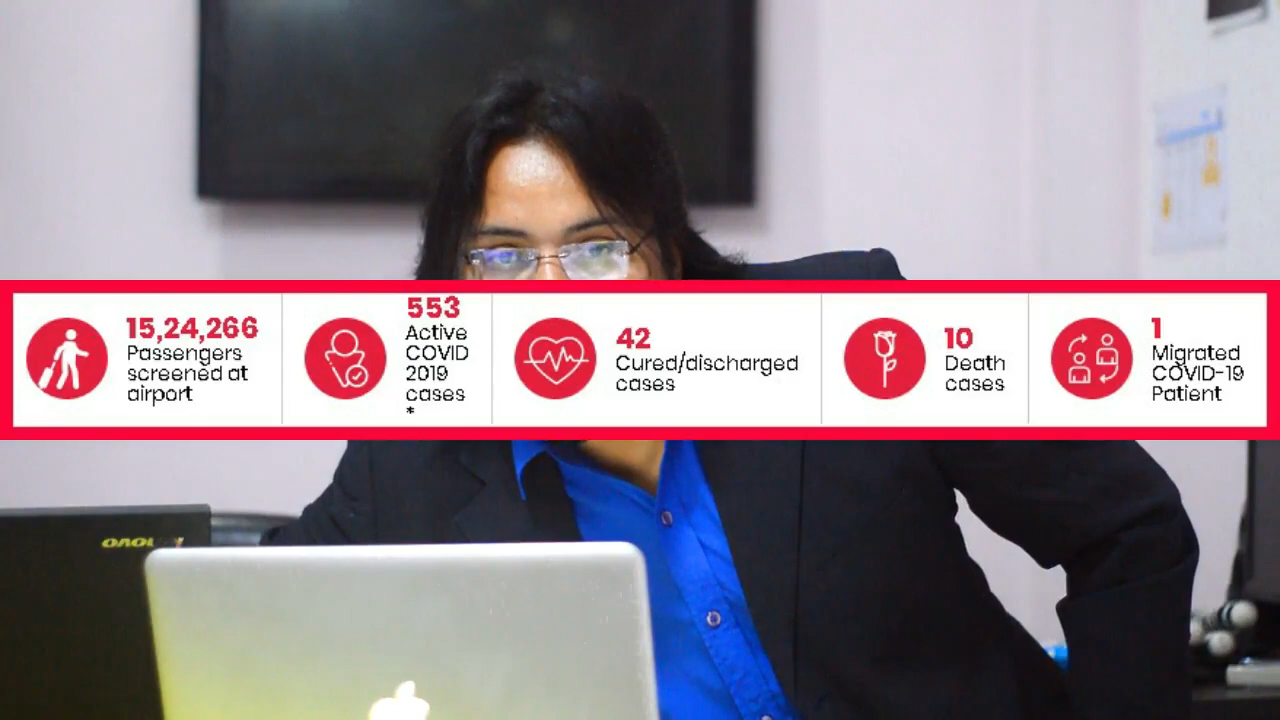 15,24,266
Passengers
screened at
airport
553
Active
COVID
2019
cases
*
42
Cured/discharged
cases
10
Death
cases
1
Migrated
COVID-19
Patient
lenovo